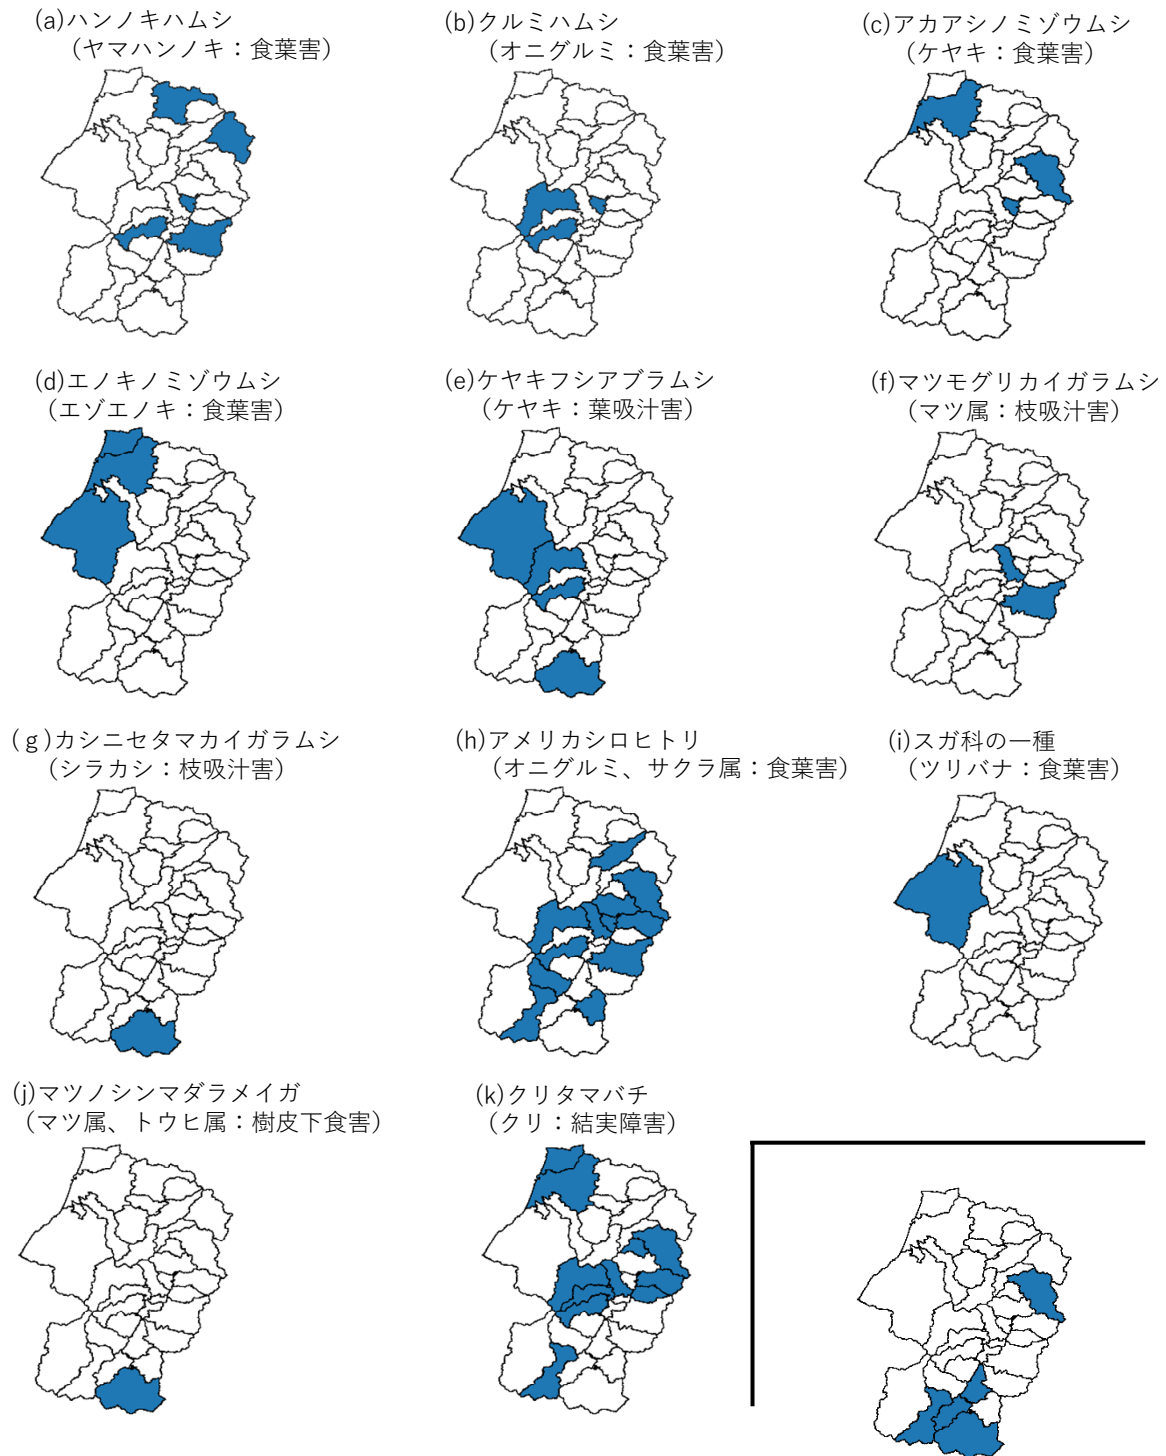 (a)ハンノキハムシ
（ヤマハンノキ：食葉害）
(b)クルミハムシ
（オニグルミ：食葉害）
(c)アカアシノミゾウムシ
（ケヤキ：食葉害）
(d)エノキノミゾウムシ
（エゾエノキ：食葉害）
(e)ケヤキフシアブラムシ
（ケヤキ：葉吸汁害）
(f)マツモグリカイガラムシ
（マツ属：枝吸汁害）
(ｇ)カシニセタマカイガラムシ
（シラカシ：枝吸汁害）
(h)アメリカシロヒトリ
（オニグルミ、サクラ属：食葉害）
(i)スガ科の一種
（ツリバナ：食葉害）
(j)マツノシンマダラメイガ
（マツ属、トウヒ属：樹皮下食害）
(k)クリタマバチ
（クリ：結実障害）